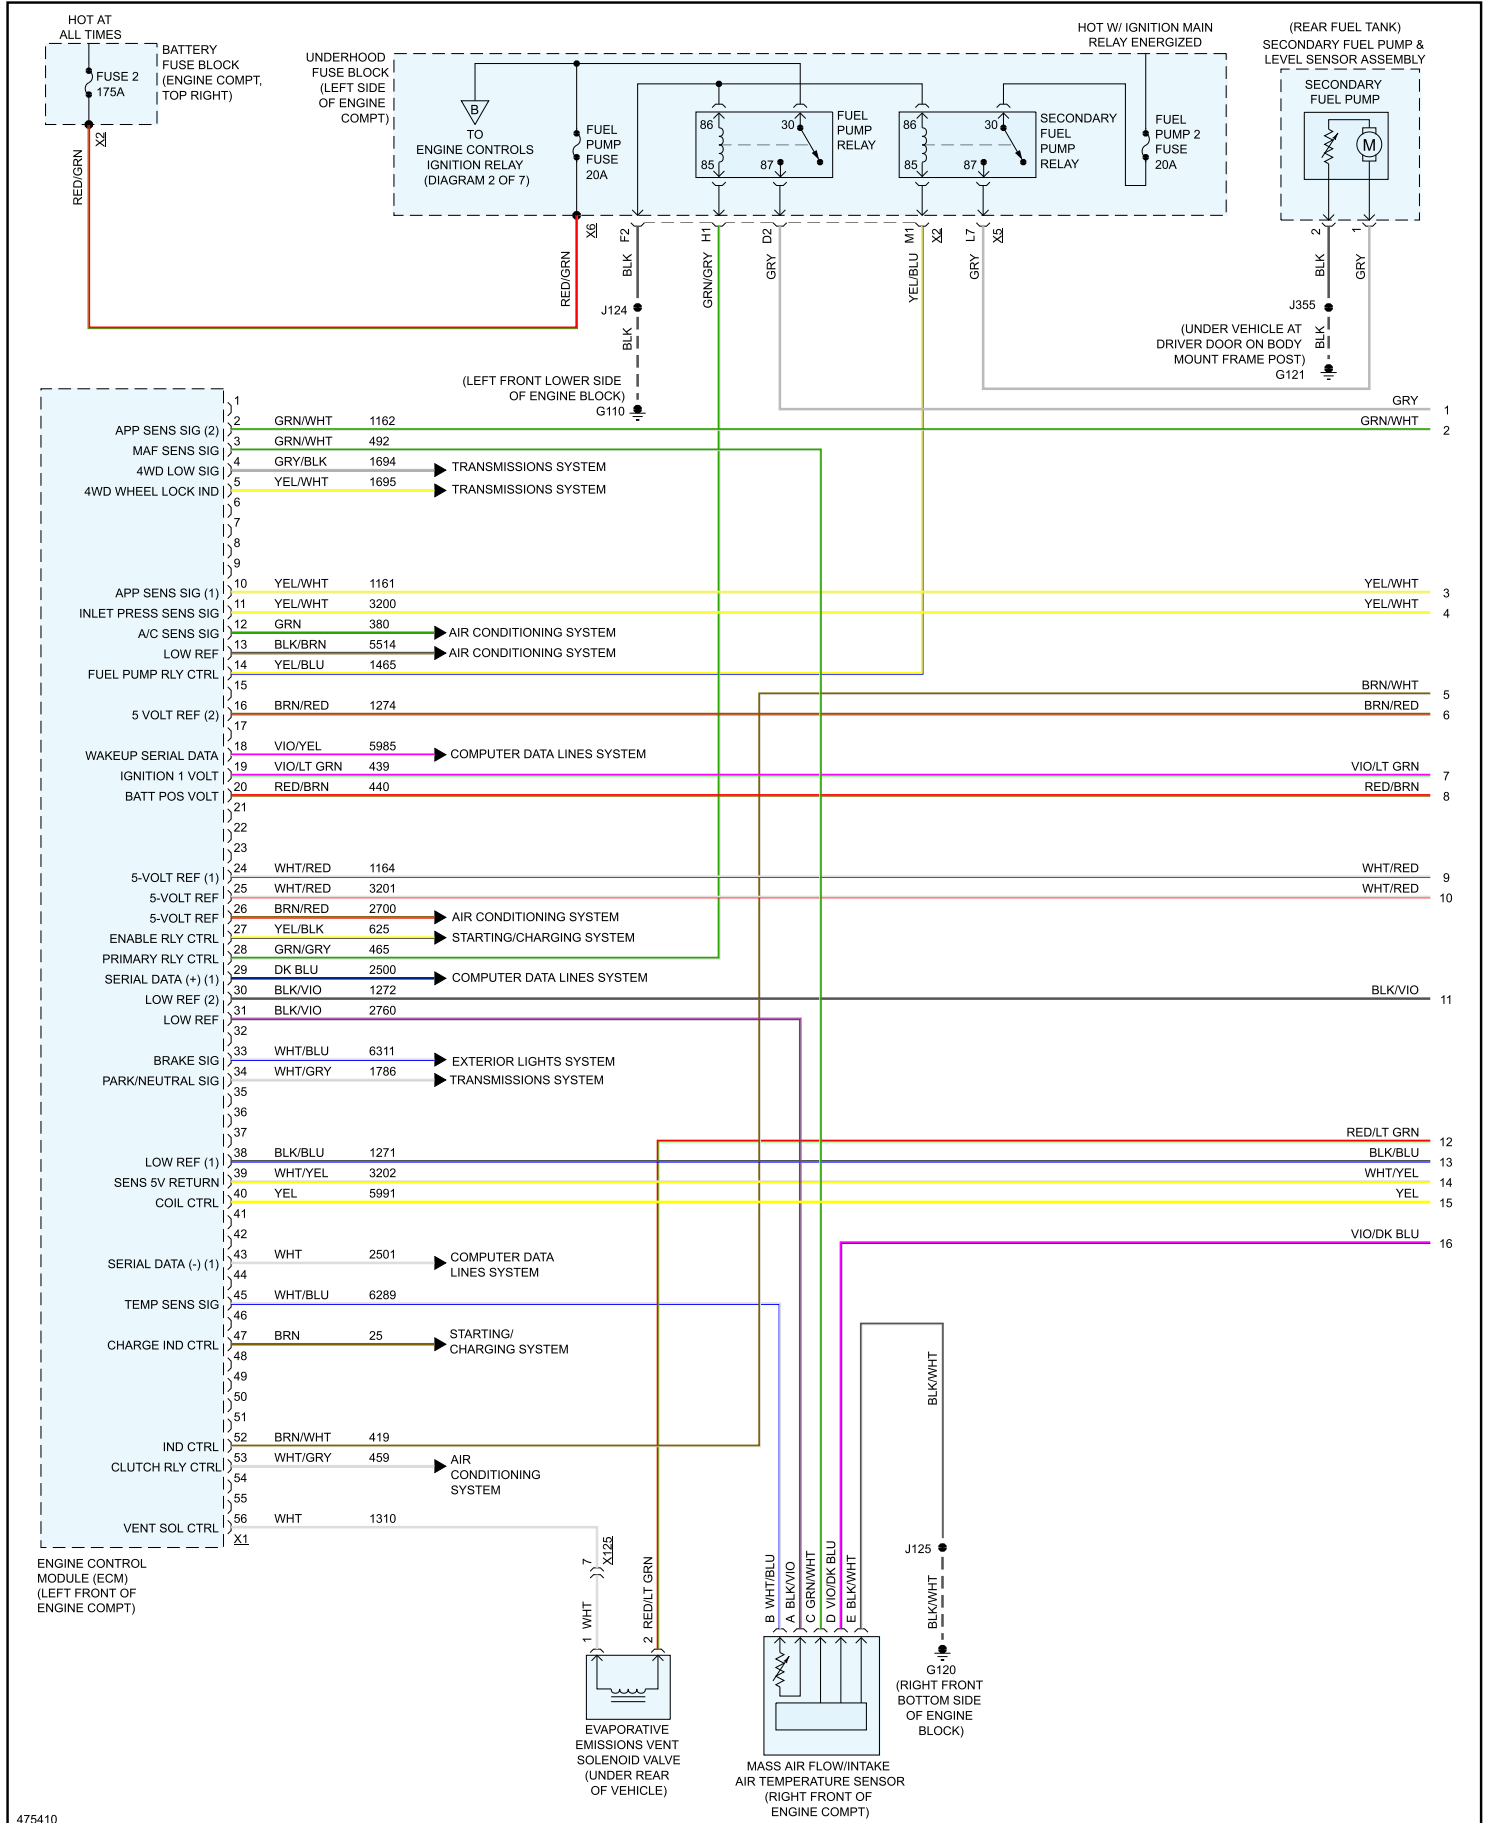 HOT AT
ALL TIMES
FUSE 2
175A
BATTERY
FUSE BLOCK
(ENGINE COMPT,
TOP RIGHT)
X2
RED/GRN
UNDERHOOD
FUSE BLOCK
(LEFT SIDE
OF ENGINE
COMPT)
B
TO
ENGINE CONTROLS
IGNITION RELAY
(DIAGRAM 2 OF 7)
FUEL
PUMP
FUSE
20A
86
30
85
87
FUEL
PUMP
RELAY
86
30
85
87
SECONDARY
FUEL
PUMP
RELAY
HOT W/ IGNITION MAIN
RELAY ENERGIZED
FUEL
PUMP 2
FUSE
20A
(REAR FUEL TANK)
SECONDARY FUEL PUMP &
LEVEL SENSOR ASSEMBLY
SECONDARY
FUEL PUMP
M
X6
F2
H1
D2
M1
X2
L7
X5
2
1
RED/GRN
BLK
GRN/GRY
GRY
YEL/BLU
GRY
BLK
GRY
J124
BLK
(LEFT FRONT LOWER SIDE
OF ENGINE BLOCK)
G110
J355
BLK
(UNDER VEHICLE AT
DRIVER DOOR ON BODY
MOUNT FRAME POST)
G121
GRY 1
1
APP SENS SIG (2) 2 GRN/WHT 1162 GRN/WHT 2
MAF SENS SIG 3 GRN/WHT 492
4WD LOW SIG 4 GRY/BLK 1694 TRANSMISSIONS SYSTEM
4WD WHEEL LOCK IND 5 YEL/WHT 1695 TRANSMISSIONS SYSTEM
6
7
8
9
APP SENS SIG (1) 10 YEL/WHT 1161 YEL/WHT 3
INLET PRESS SENS SIG 11 YEL/WHT 3200 YEL/WHT 4
A/C SENS SIG 12 GRN 380 AIR CONDITIONING SYSTEM
LOW REF 13 BLK/BRN 5514 AIR CONDITIONING SYSTEM
FUEL PUMP RLY CTRL 14 YEL/BLU 1465
15 BRN/WHT 5
5 VOLT REF (2) 16 BRN/RED 1274 BRN/RED 6
17
WAKEUP SERIAL DATA 18 VIO/YEL 5985 COMPUTER DATA LINES SYSTEM
IGNITION 1 VOLT 19 VIO/LT GRN 439 VIO/LT GRN 7
BATT POS VOLT 20 RED/BRN 440 RED/BRN 8
21
22
23
5-VOLT REF (1) 24 WHT/RED 1164 WHT/RED 9
5-VOLT REF 25 WHT/RED 3201 WHT/RED 10
5-VOLT REF 26 BRN/RED 2700 AIR CONDITIONING SYSTEM
ENABLE RLY CTRL 27 YEL/BLK 625 STARTING/CHARGING SYSTEM
PRIMARY RLY CTRL 28 GRN/GRY 465
SERIAL DATA (+) (1) 29 DK BLU 2500 COMPUTER DATA LINES SYSTEM
LOW REF (2) 30 BLK/VIO 1272 BLK/VIO 11
LOW REF 31 BLK/VIO 2760
32
BRAKE SIG 33 WHT/BLU 6311 EXTERIOR LIGHTS SYSTEM
PARK/NEUTRAL SIG 34 WHT/GRY 1786 TRANSMISSIONS SYSTEM
35
36
37 RED/LT GRN 12
LOW REF (1) 38 BLK/BLU 1271 BLK/BLU 13
SENS 5V RETURN 39 WHT/YEL 3202 WHT/YEL 14
COIL CTRL 40 YEL 5991 YEL 15
41
42 VIO/DK BLU 16
SERIAL DATA (-) (1) 43 WHT 2501 COMPUTER DATA
LINES SYSTEM
44
TEMP SENS SIG 45 WHT/BLU 6289
46
CHARGE IND CTRL 47 BRN 25 STARTING/
CHARGING SYSTEM
48
49
50
51
IND CTRL 52 BRN/WHT 419
CLUTCH RLY CTRL 53 WHT/GRY 459 AIR
CONDITIONING
SYSTEM
54
55
VENT SOL CTRL 56 WHT 1310
X1
ENGINE CONTROL
MODULE (ECM)
(LEFT FRONT OF
ENGINE COMPT)
7
X125
1 WHT
2 RED/LT GRN
EVAPORATIVE
EMISSIONS VENT
SOLENOID VALVE
(UNDER REAR
OF VEHICLE)
B WHT/BLU
A BLK/VIO
C GRN/WHT
D VIO/DK BLU
E BLK/WHT
MASS AIR FLOW/INTAKE
AIR TEMPERATURE SENSOR
(RIGHT FRONT OF
ENGINE COMPT)
BLK/WHT
J125
BLK/WHT
G120
(RIGHT FRONT
BOTTOM SIDE
OF ENGINE
BLOCK)
475410